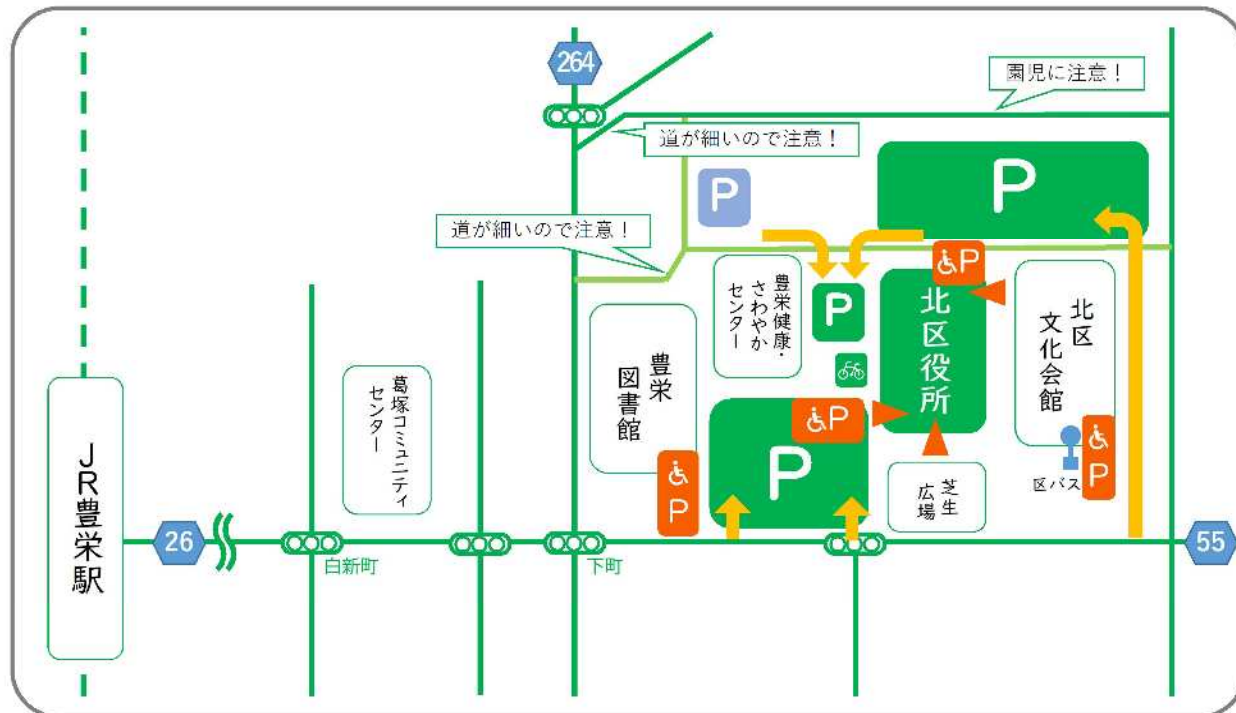 264
園児に注意！
道が細いので注意！
P
P
道が細いので注意！
P
豊栄健康・
さわやか
センター
P
北区役所
北区
文化会館
豊栄
図書館
葛塚コミュニティ
センター
P
P
P
P
区バス
芝生
広場
JR豊栄駅
26
白新町
下町
55